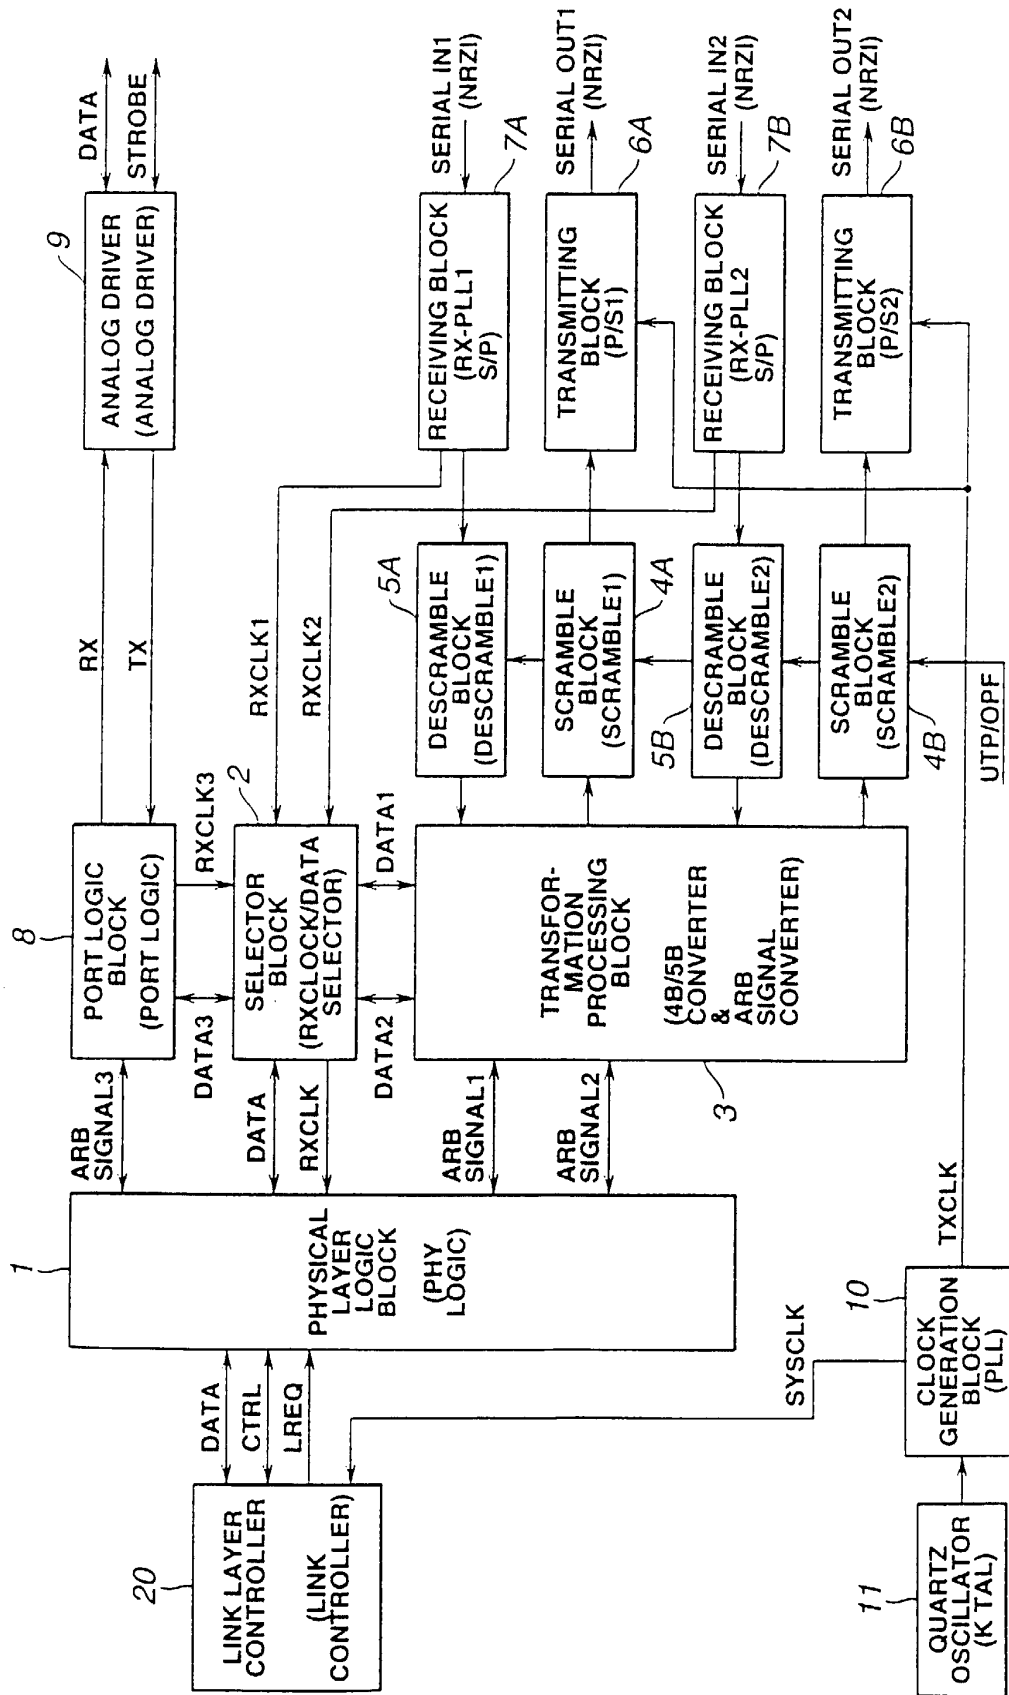 20
LINK LAYER
CONTROLLER
(LINK
CONTROLLER)
DATA
CTRL
LREQ
1
PHYSICAL
LAYER
LOGIC
BLOCK
(PHY
LOGIC)
ARB
SIGNAL3
DATA
RXCLK
ARB
SIGNAL1
ARB
SIGNAL2
8
PORT LOGIC
BLOCK
(PORT LOGIC)
DATA3
RXCLK3
2
SELECTOR
BLOCK
(RXCLOCK/DATA
SELECTOR)
DATA2
DATA1
TRANSFOR-
MATION
PROCESSING
BLOCK
(4B/5B
CONVERTER
&
ARB
SIGNAL
CONVERTER)
3
RX
TX
RXCLK1
RXCLK2
9
ANALOG DRIVER
(ANALOG DRIVER)
DATA
STROBE
5A
DESCRAMBLE
BLOCK
(DESCRAMBLE1)
SCRAMBLE
BLOCK
(SCRAMBLE1)
4A
5B
DESCRAMBLE
BLOCK
(DESCRAMBLE2)
SCRAMBLE
BLOCK
(SCRAMBLE2)
4B
UTP/OPF
RECEIVING BLOCK
(RX-PLL1
S/P)
7A
SERIAL IN1
(NRZI)
TRANSMITTING
BLOCK
(P/S1)
6A
SERIAL OUT1
(NRZI)
RECEIVING BLOCK
(RX-PLL2
S/P)
7B
SERIAL IN2
(NRZI)
TRANSMITTING
BLOCK
(P/S2)
6B
SERIAL OUT2
(NRZI)
11
QUARTZ
OSCILLATOR
(K TAL)
10
CLOCK
GENERATION
BLOCK
(PLL)
SYSCLK
TXCLK